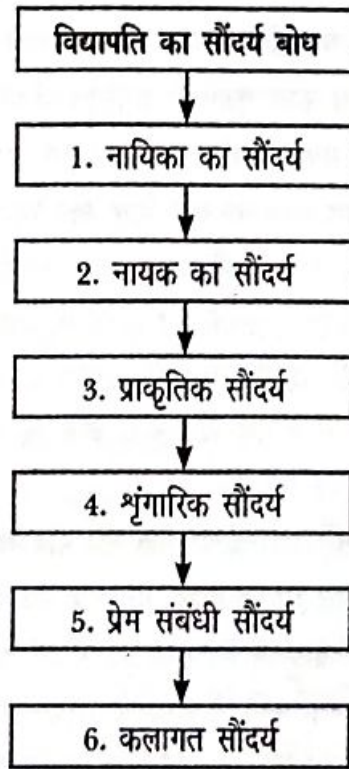 विद्यापति का सौंदर्य बोध
1. नायिका का सौंदर्य
2. नायक का सौंदर्य
3. प्राकृतिक सौंदर्य
4. शृंगारिक सौंदर्य
5. प्रेम संबंधी सौंदर्य
6. कलागत सौंदर्य